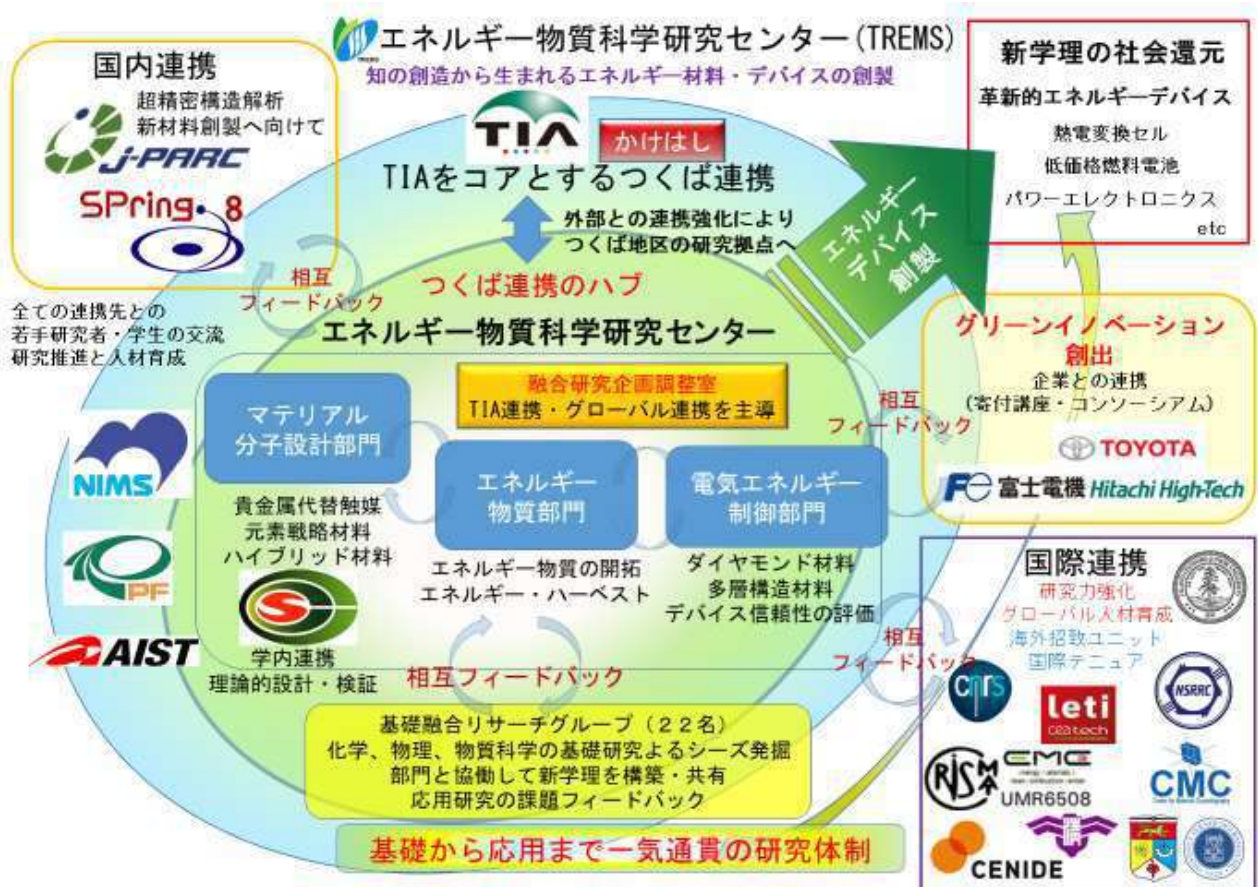 エネルギー物質科学研究センター(TREMS)
知の創造から生まれるエネルギー材料・デバイスの創製
TREMS
国内連携
超精密構造解析
新材料創製へ向けて
J-PARC
SPring-8
全ての連携先との
若手研究者・学生の交流
研究推進と人材育成
TIA
かけはし
TIAをコアとするつくば連携
外部との連携強化により
つくば地区の研究拠点へ
相互
フィードバック
つくば連携のハブ
エネルギー物質科学研究センター
エネルギー
デバイス
創製
新学理の社会還元
革新的エネルギーデバイス
熱電変換セル
低価格燃料電池
パワーエレクトロニクス
etc
グリーンイノベーション
創出
企業との連携
(寄付講座・コンソーシアム)
TOYOTA
Fe 富士電機 Hitachi High-Tech
融合研究企画調整室
TIA連携・グローバル連携を主導
相互
フィードバック
マテリアル
分子設計部門
貴金属代替触媒
元素戦略材料
ハイブリッド材料
エネルギー
物質部門
エネルギー物質の開拓
エネルギー・ハーベスト
電気エネルギー
制御部門
ダイヤモンド材料
多層構造材料
デバイス信頼性の評価
NIMS
PF
AIST
学内連携
理論的設計・検証
相互フィードバック
相互
フィードバック
基礎融合リサーチグループ(22名)
化学、物理、物質科学の基礎研究よるシーズ発掘
部門と協働して新学理を構築・共有
応用研究の課題フィードバック
基礎から応用まで一気通貫の研究体制
国際連携
研究力強化
グローバル人材育成
海外招致ユニット
国際テニュア
cnrs
leti
ceatech
NSRRC
CRISMAT
EMC
UMR6508
CMC
CENIDE